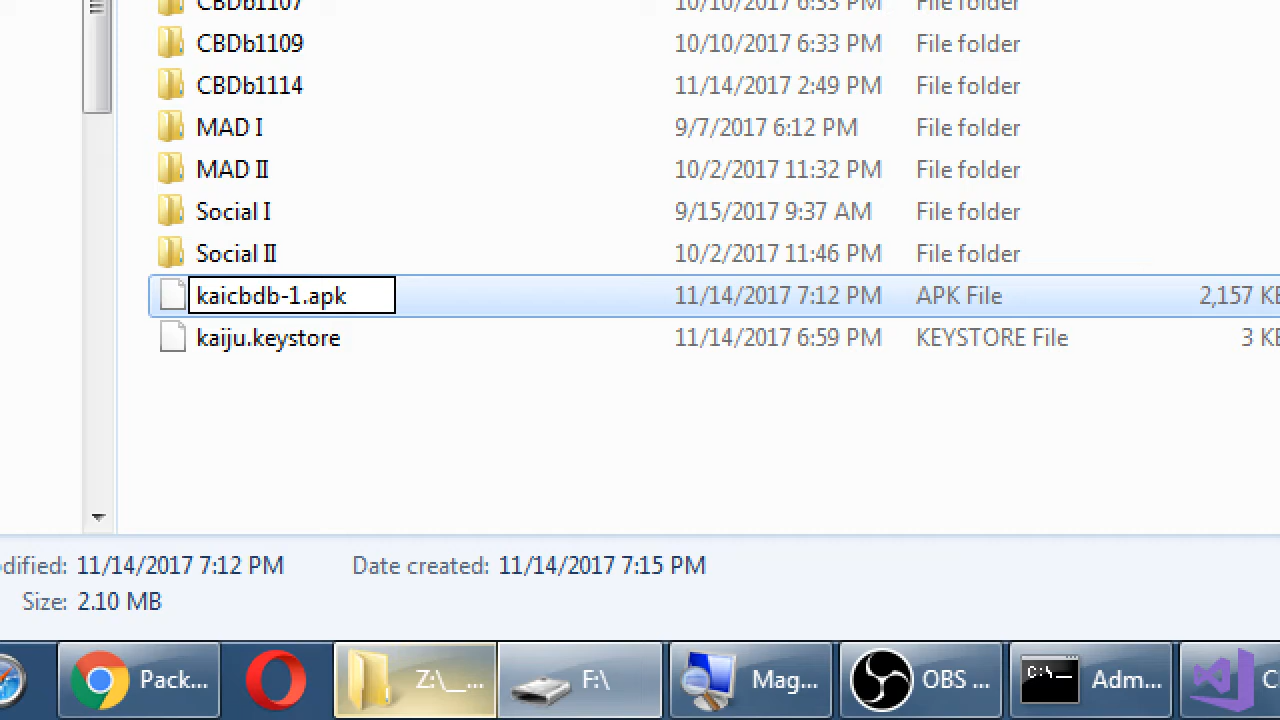 CBDb1107 10/10/2017 6:33 PM File folder
CBDb1109 10/10/2017 6:33 PM File folder
CBDb1114 11/14/2017 2:49 PM File folder
MAD I 9/7/2017 6:12 PM File folder
MAD II 10/2/2017 11:32 PM File folder
Social I 9/15/2017 9:37 AM File folder
Social II 10/2/2017 11:46 PM File folder
kaicbdb-1.apk 11/14/2017 7:12 PM APK File 2,157 KB
kaiju.keystore 11/14/2017 6:59 PM KEYSTORE File 3 KB
dified: 11/14/2017 7:12 PM Date created: 11/14/2017 7:15 PM
Size: 2.10 MB
Pack... Z:\__... F:\ Mag... OBS ... C:\ Adm... C